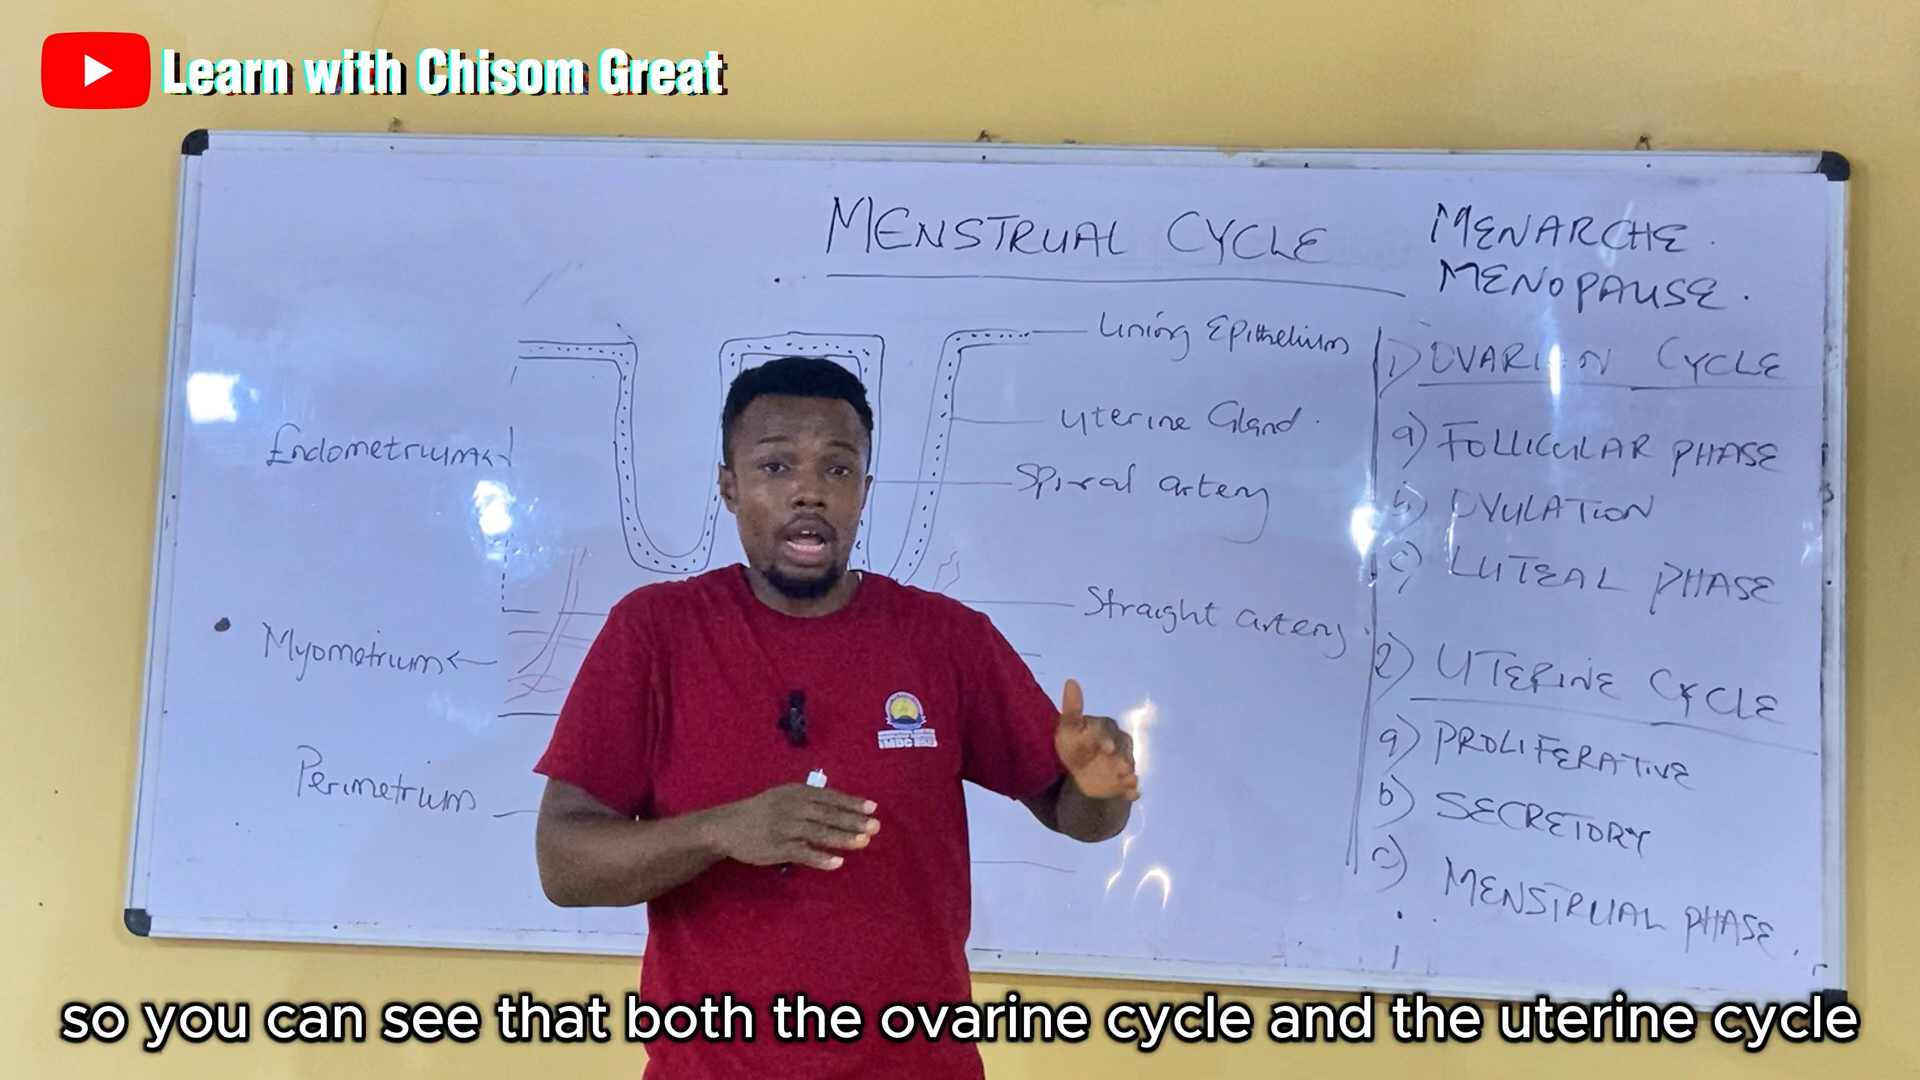 Learn with Chisom Great
MENSTRUAL CYCLE
MENARCHE
MENOPAUSE.
Lining Epithelium
Uterine Gland.
Spiral artery
Straight artery
Endometrium
Myometrium
Perimetrium
1) OVARIAN CYCLE
a) FOLLICULAR PHASE
b) OVULATION
c) LUTEAL PHASE
2) UTERINE CYCLE
a) PROLIFERATIVE
b) SECRETORY
c) MENSTRUAL PHASE.
so you can see that both the ovarine cycle and the uterine cycle